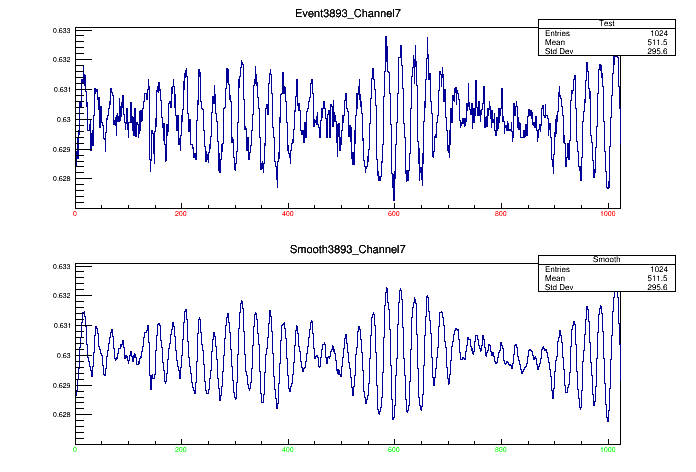 Event3893_Channel7
Test
Entries 1024
Mean 511.5
Std Dev 295.6
0.633
0.632
0.631
0.63
0.629
0.628
0 200 400 600 800 1000
Smooth3893_Channel7
Smooth
Entries 1024
Mean 511.5
Std Dev 295.6
0.633
0.632
0.631
0.63
0.629
0.628
0 200 400 600 800 1000